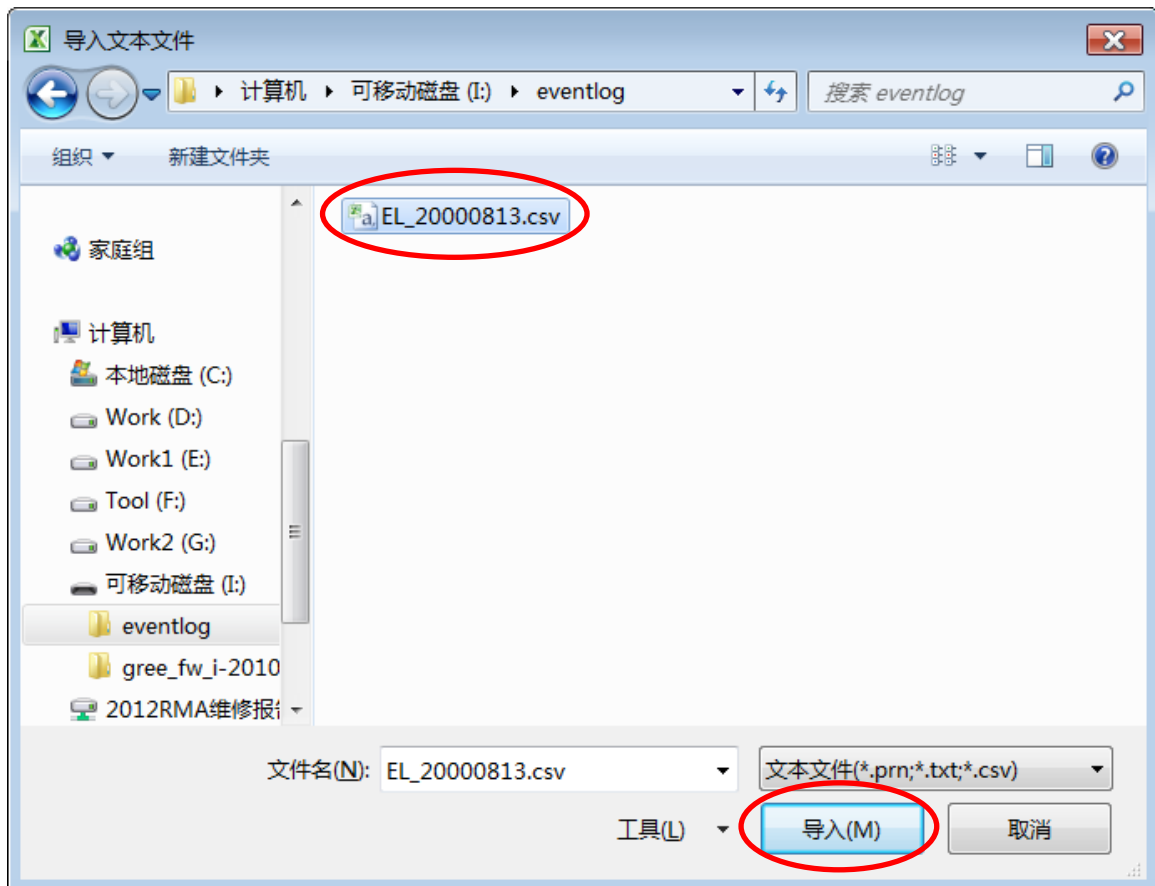 导入文本文件
计算机 可移动磁盘 (I:) eventlog
搜索 eventlog
组织 新建文件夹
EL_20000813.csv
家庭组
计算机
本地磁盘 (C:)
Work (D:)
Work1 (E:)
Tool (F:)
Work2 (G:)
可移动磁盘 (I:)
eventlog
gree_fw_i-2010
2012RMA维修报
文件名(N): EL_20000813.csv 文本文件(*.prn;*.txt;*.csv)
工具(L) 导入(M) 取消